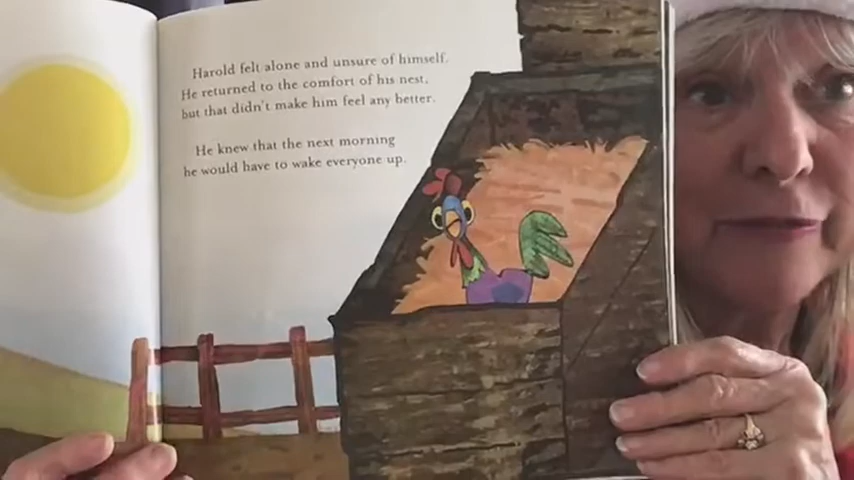 Harold felt alone and unsure of himself.
He returned to the comfort of his nest,
but that didn't make him feel any better.
He knew that the next morning
he would have to wake everyone up.